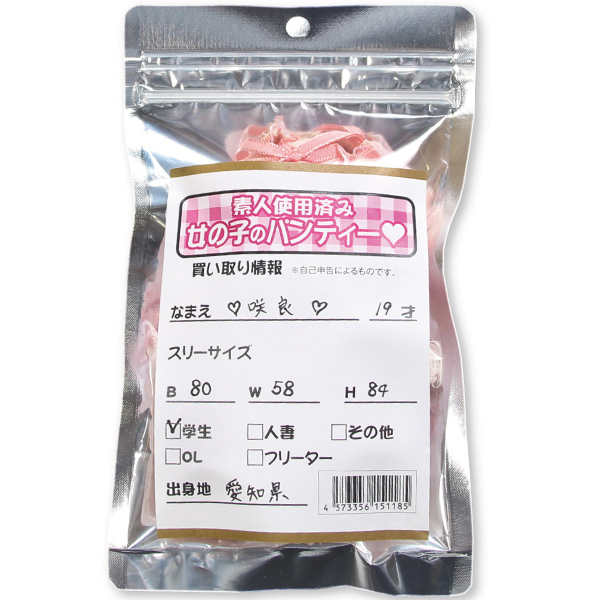 素人使用済み
女の子のパンティー♥
買い取り情報 ※自己申告によるものです。
なまえ ♡咲良♡ 19才
スリーサイズ
B 80 W 58 H 84
☑学生 □人妻 □その他
□OL □フリーター
出身地 愛知県
4 573356 151185